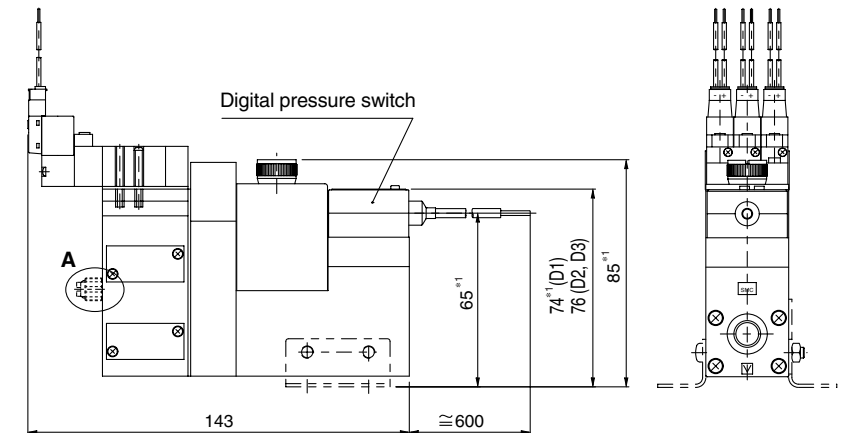 Digital pressure switch
A
65*1
74*1(D1)
76 (D2, D3)
85*1
143
≅600
- +
- +
- +
SMC
V